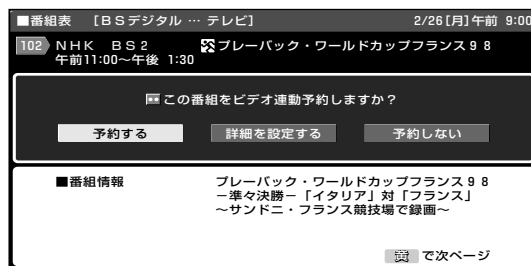 ■番組表 [BSデジタル … テレビ] 2/26[月]午前 9:00
102 NHK BS2 プレーバック・ワールドカップフランス98
午前11:00~午後 1:30
この番組をビデオ連動予約しますか?
予約する 詳細を設定する 予約しない
■番組情報 プレーバック・ワールドカップフランス98
-準々決勝-「イタリア」対「フランス」
~サンドニ・フランス競技場で録画~
黄 で次ページ